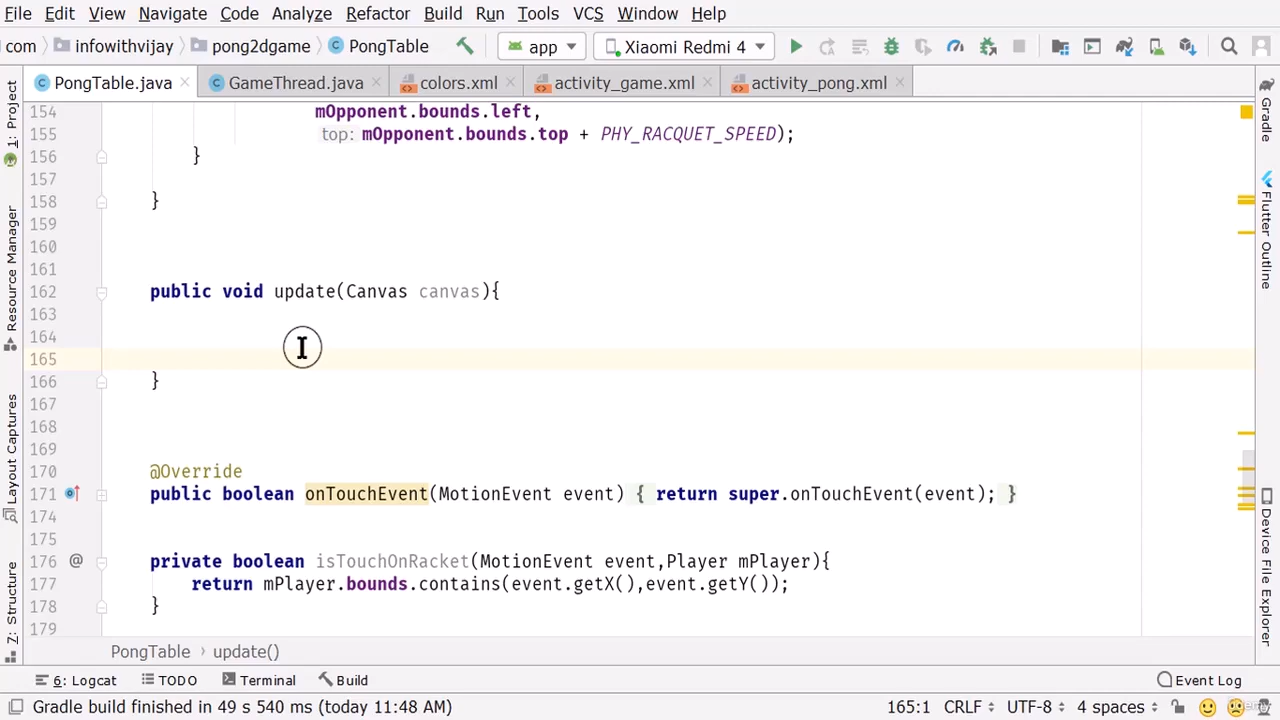 File Edit View Navigate Code Analyze Refactor Build Run Tools VCS Window Help
com infowithvijay pong2dgame PongTable app Xiaomi Redmi 4
PongTable.java GameThread.java colors.xml activity_game.xml activity_pong.xml
154 mOpponent.bounds.left,
155 top: mOpponent.bounds.top + PHY_RACQUET_SPEED);
156 }
157
158 }
159
160
161
162 public void update(Canvas canvas){
163
164
165
166 }
167
168
169
170 @Override
171 public boolean onTouchEvent(MotionEvent event) { return super.onTouchEvent(event); }
174
175
176 private boolean isTouchOnRacket(MotionEvent event,Player mPlayer){
177 return mPlayer.bounds.contains(event.getX(),event.getY());
178 }
179
PongTable › update()
1: Project
Resource Manager
Layout Captures
7: Structure
Gradle
Flutter Outline
Device File Explorer
6: Logcat TODO Terminal Build Event Log
Gradle build finished in 49 s 540 ms (today 11:48 AM) 165:1 CRLF UTF-8 4 spaces